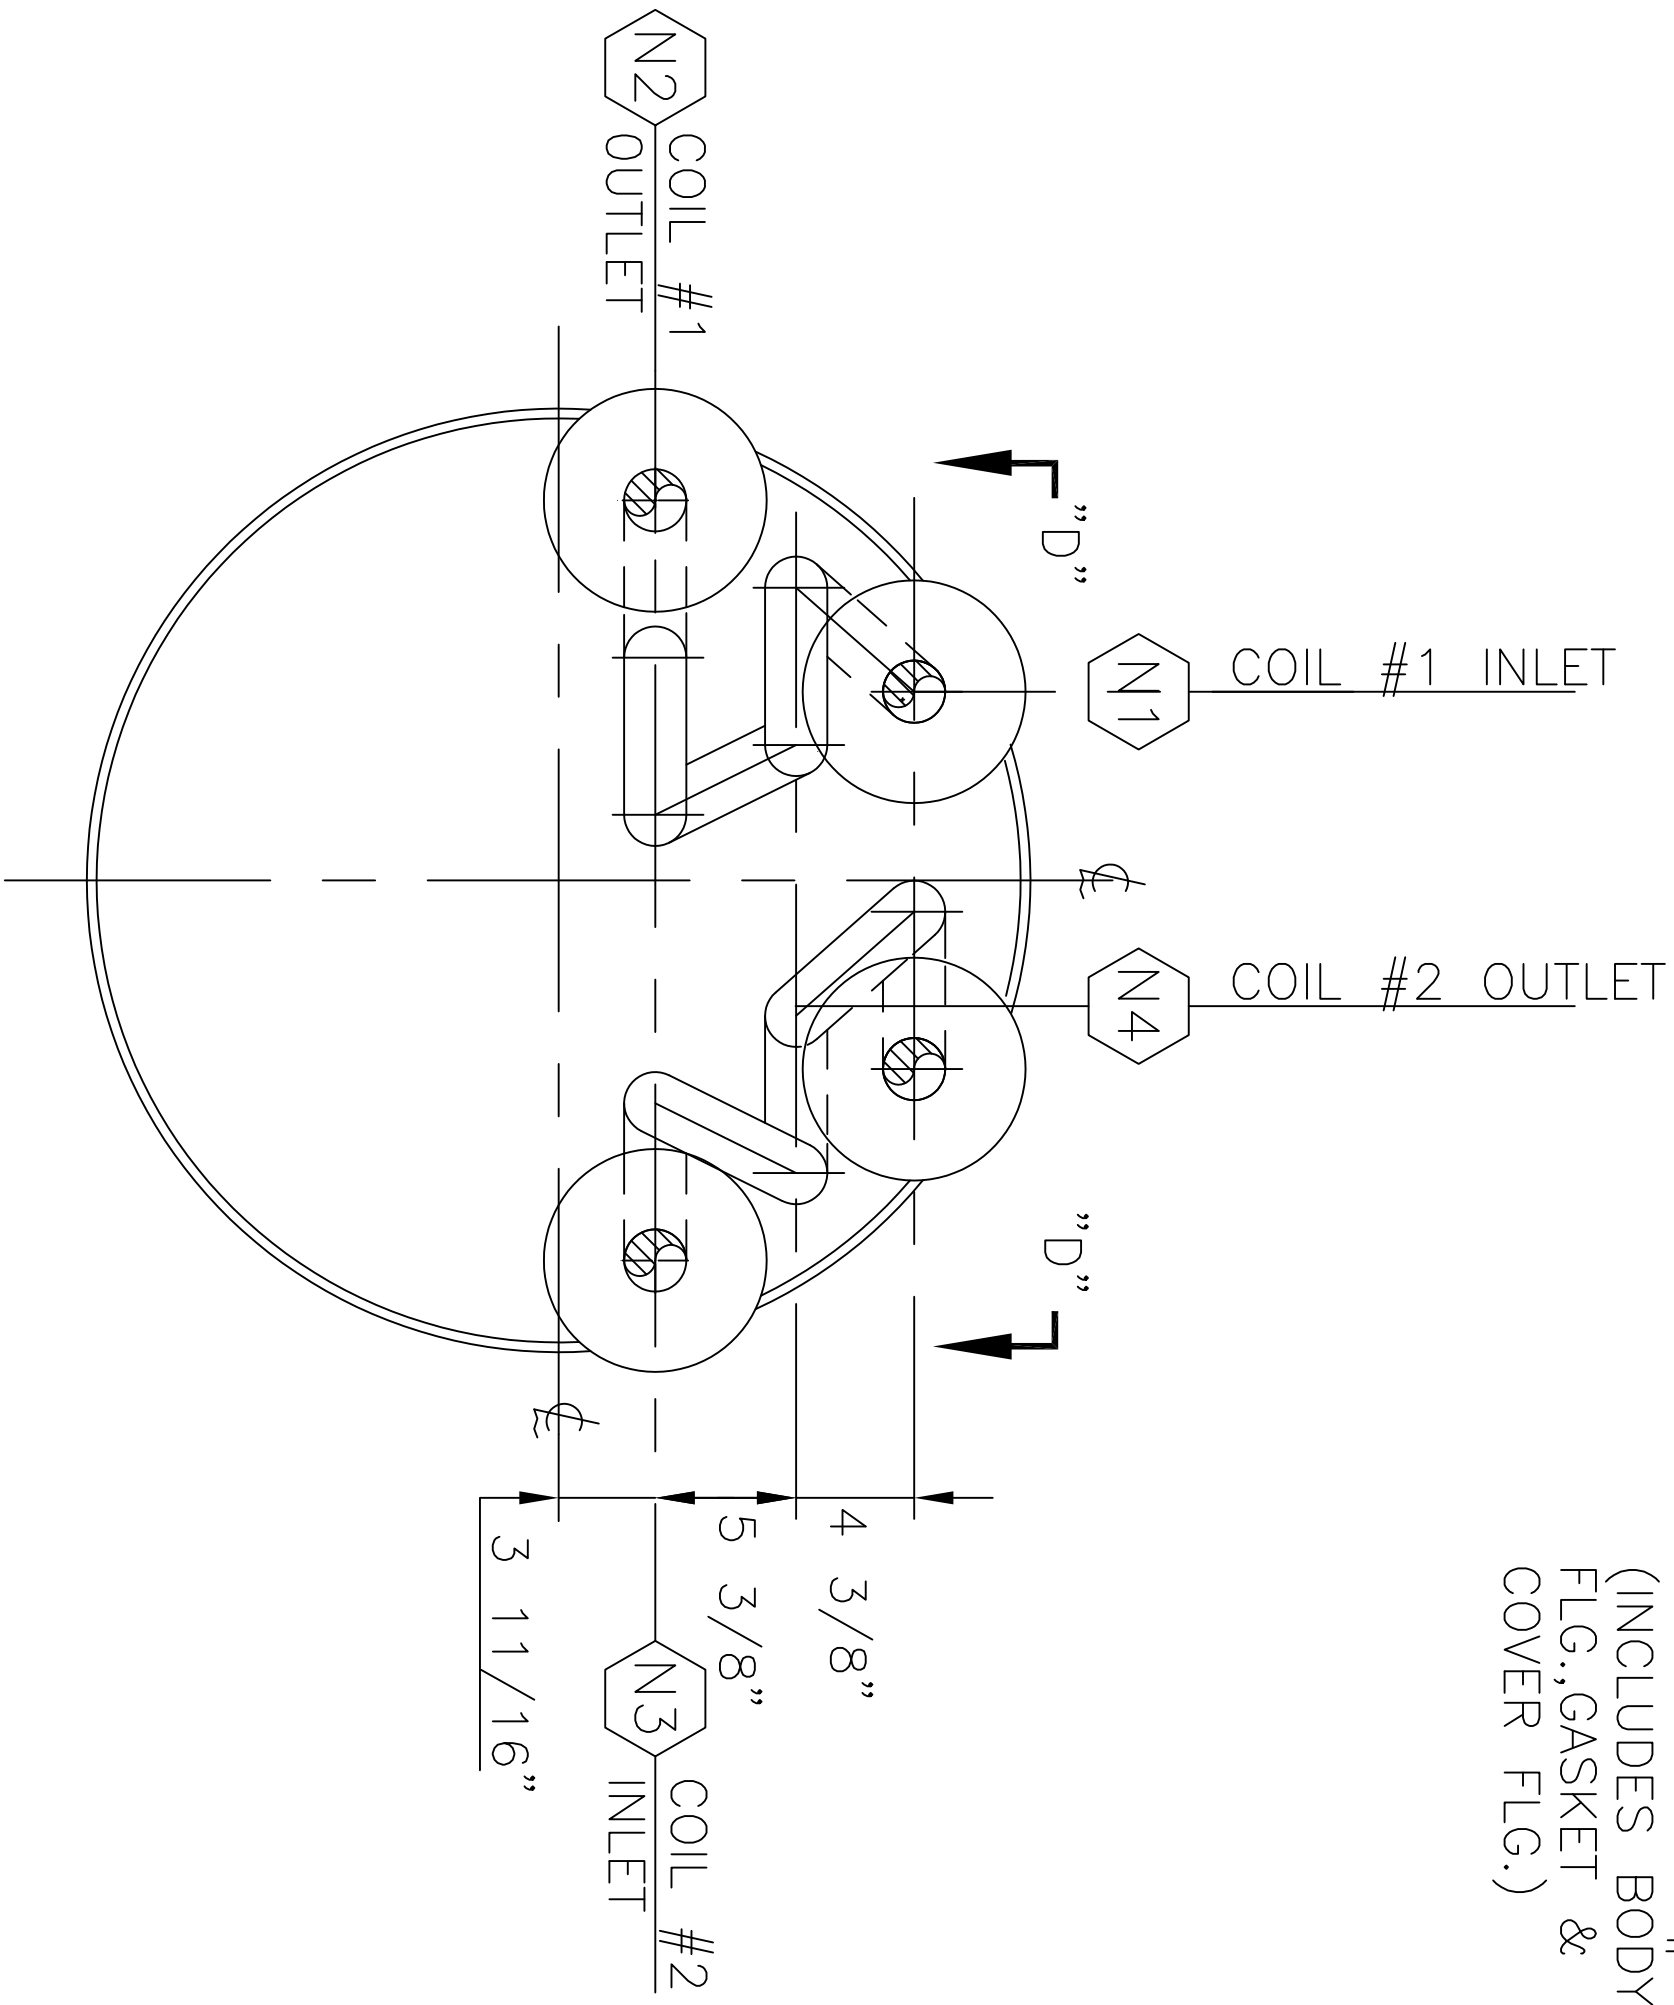 N2
COIL #1
OUTLET
"D"
N1
COIL #1 INLET
N4
COIL #2 OUTLET
"D"
4 3/8"
5 3/8"
3 11/16"
N3
COIL #2
INLET
(INCLUDES BODY
FLG.,GASKET &
COVER FLG.)